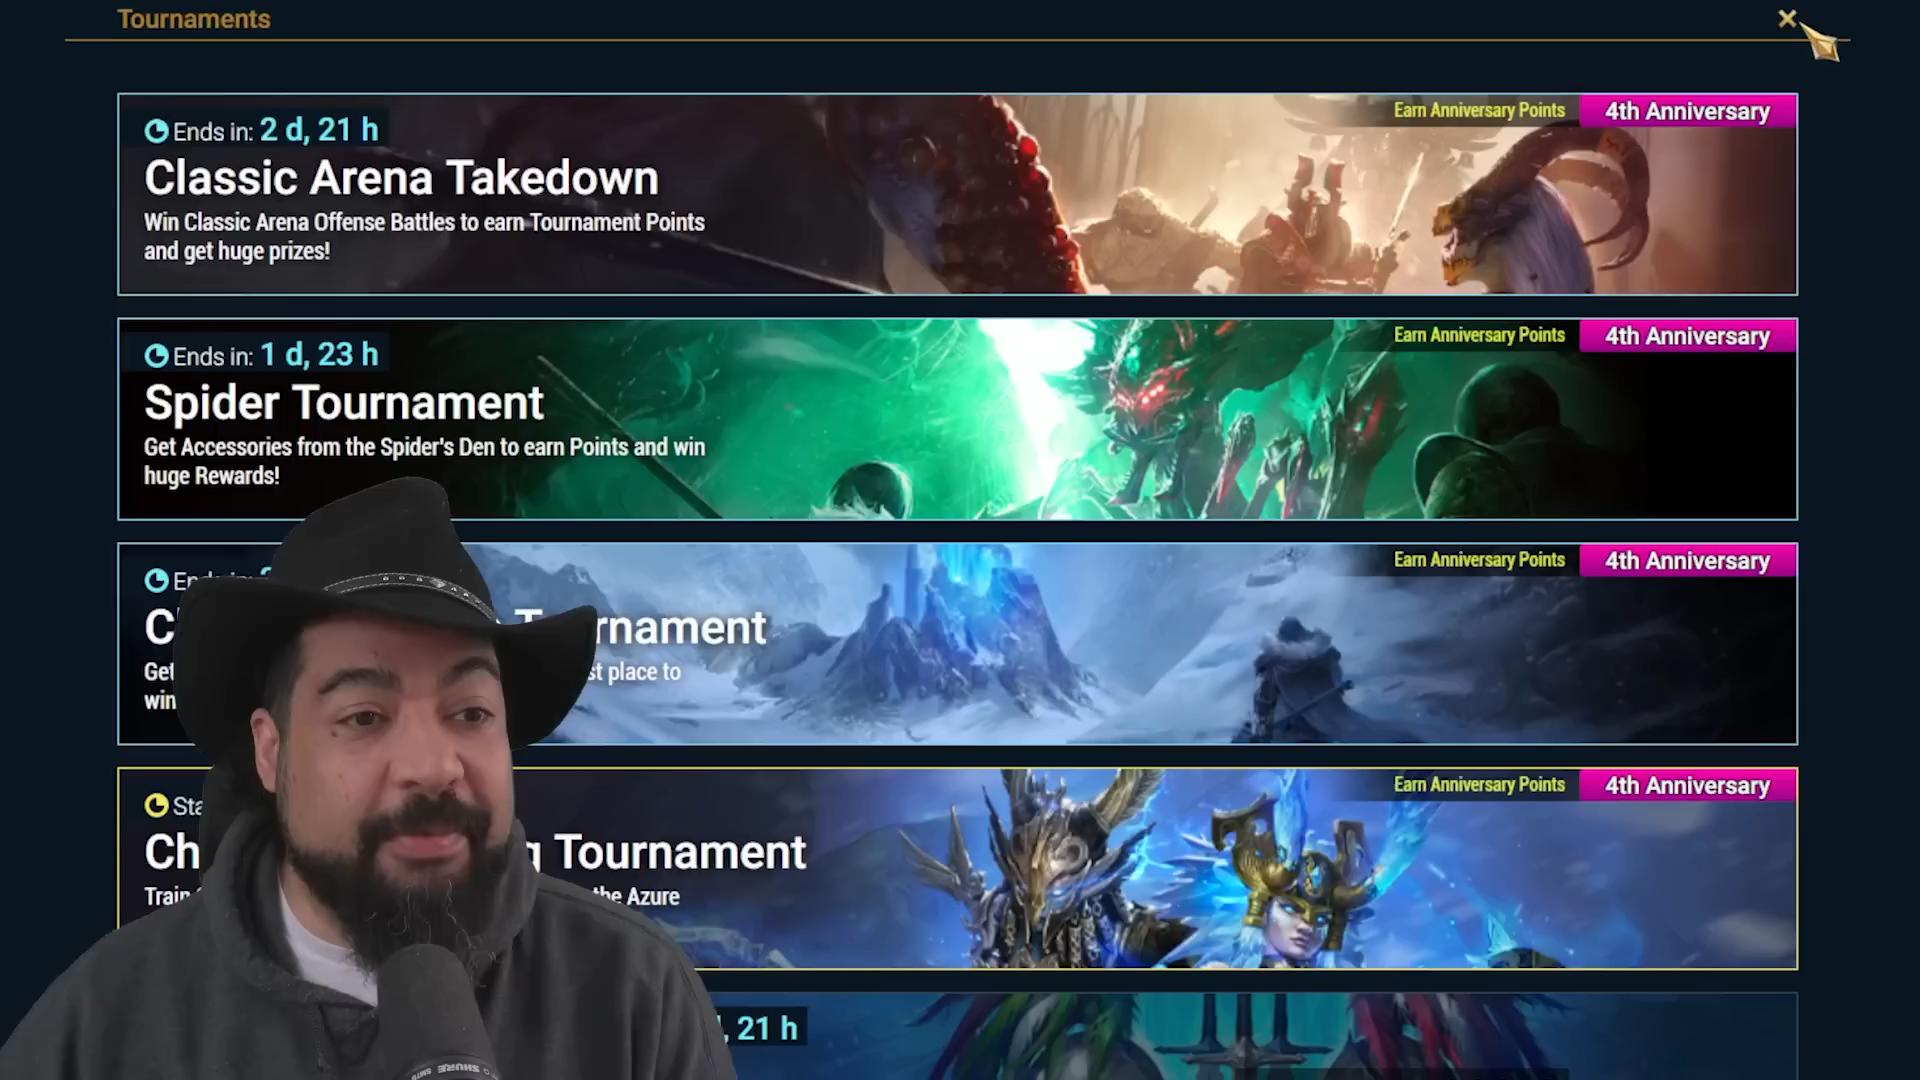 Tournaments
Earn Anniversary Points 4th Anniversary
Ends in: 2 d, 21 h
Classic Arena Takedown
Win Classic Arena Offense Battles to earn Tournament Points
and get huge prizes!
Earn Anniversary Points 4th Anniversary
Ends in: 1 d, 23 h
Spider Tournament
Get Accessories from the Spider's Den to earn Points and win
huge Rewards!
Earn Anniversary Points 4th Anniversary
Get place to
win
Earn Anniversary Points 4th Anniversary
Tournament
the Azure
21 h
SHURE